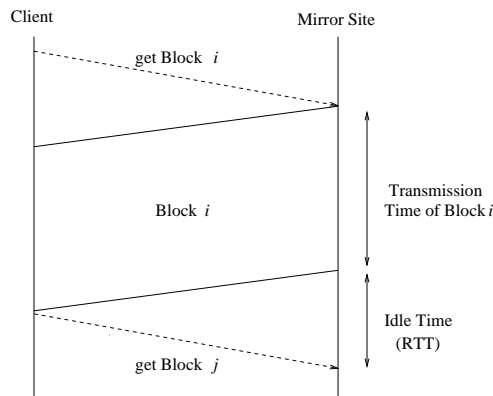 Client
Mirror Site
get Block i
Transmission
Time of Block i
Block i
Idle Time
(RTT)
get Block j